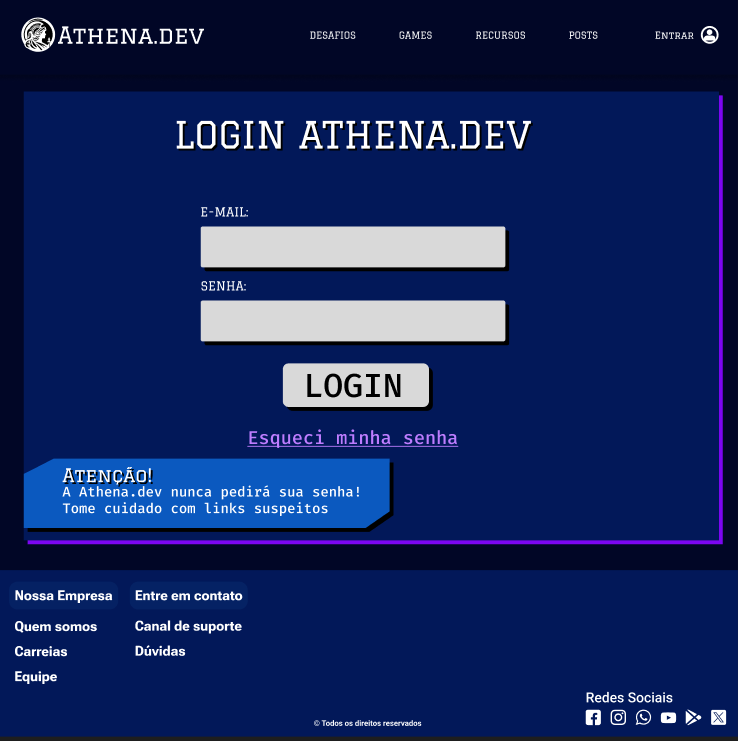 ATHENA.DEV
DESAFIOS
GAMES
RECURSOS
POSTS
ENTRAR
LOGIN ATHENA.DEV
E-MAIL:
SENHA:
LOGIN
Esqueci minha senha
ATENÇÃO!
A Athena.dev nunca pedirá sua senha!
Tome cuidado com links suspeitos
Nossa Empresa
Quem somos
Carreias
Equipe
Entre em contato
Canal de suporte
Dúvidas
Redes Sociais
© Todos os direitos reservados